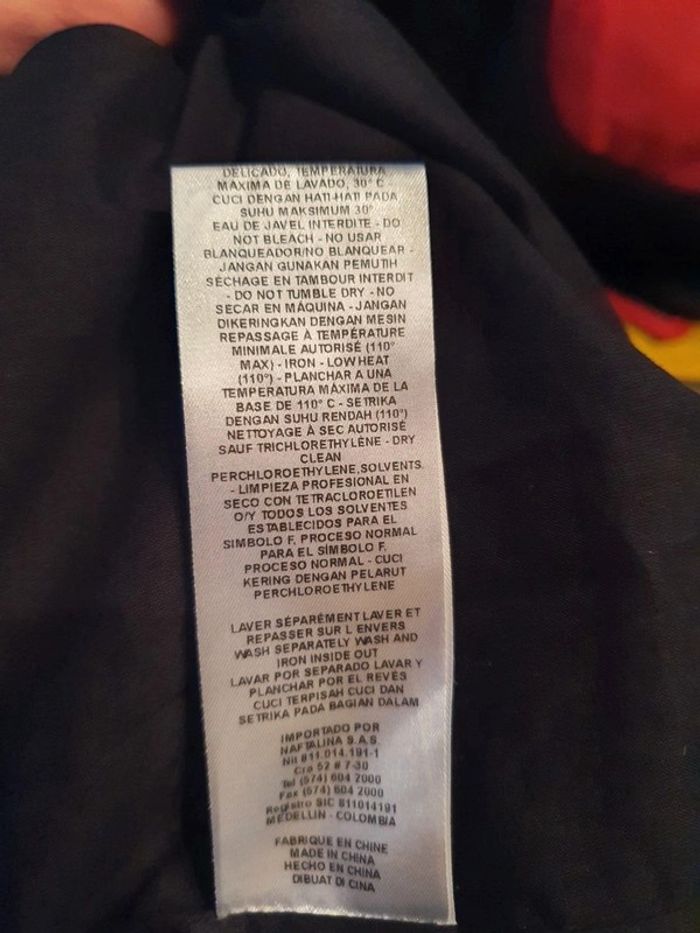 DELICADO, TEMPERATURA
MAXIMA DE LAVADO, 30° C -
CUCI DENGAN HATI-HATI PADA
SUHU MAKSIMUM 30°
EAU DE JAVEL INTERDITE - DO
NOT BLEACH - NO USAR
BLANQUEADOR/NO BLANQUEAR -
JANGAN GUNAKAN PEMUTIH
SÉCHAGE EN TAMBOUR INTERDIT
- DO NOT TUMBLE DRY - NO
SECAR EN MÁQUINA - JANGAN
DIKERINGKAN DENGAN MESIN
REPASSAGE À TEMPÉRATURE
MINIMALE AUTORISÉ (110°
MAX) - IRON - LOW HEAT
(110°) - PLANCHAR A UNA
TEMPERATURA MÁXIMA DE LA
BASE DE 110° C - SETRIKA
DENGAN SUHU RENDAH (110°)
NETTOYAGE À SEC AUTORISÉ
SAUF TRICHLORETHYLÈNE - DRY
CLEAN
PERCHLOROETHYLENE,SOLVENTS.
- LIMPIEZA PROFESIONAL EN
SECO CON TETRACLOROETILEN
O/Y TODOS LOS SOLVENTES
ESTABLECIDOS PARA EL
SIMBOLO F, PROCESO NORMAL
PARA EL SÍMBOLO F.
PROCESO NORMAL - CUCI
KERING DENGAN PELARUT
PERCHLOROETHYLENE
LAVER SÉPARÉMENT LAVER ET
REPASSER SUR L ENVERS
WASH SEPARATELY WASH AND
IRON INSIDE OUT
LAVAR POR SEPARADO LAVAR Y
PLANCHAR POR EL REVÉS
CUCI TERPISAH CUCI DAN
SETRIKA PADA BAGIAN DALAM
IMPORTADO POR
NAFTALINA S.A.S.
Nit 811.014.191-1
Cra 52 # 7-30
Tel (574) 604 2000
Fax (574) 604 2000
Registro SIC 811014191
MEDELLIN - COLOMBIA
FABRIQUE EN CHINE
MADE IN CHINA
HECHO EN CHINA
DIBUAT DI CINA